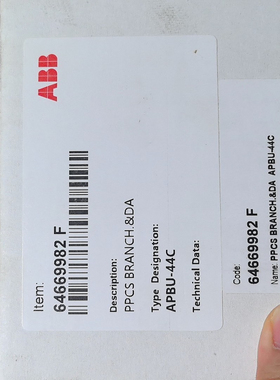 ABB
Item:
64669982 F
Description:
PPCS BRANCH.&DA
Type Designation:
APBU-44C
Technical Data:
Code:
64669982 F
Name: PPCS BRANCH.&DA APBU-44C